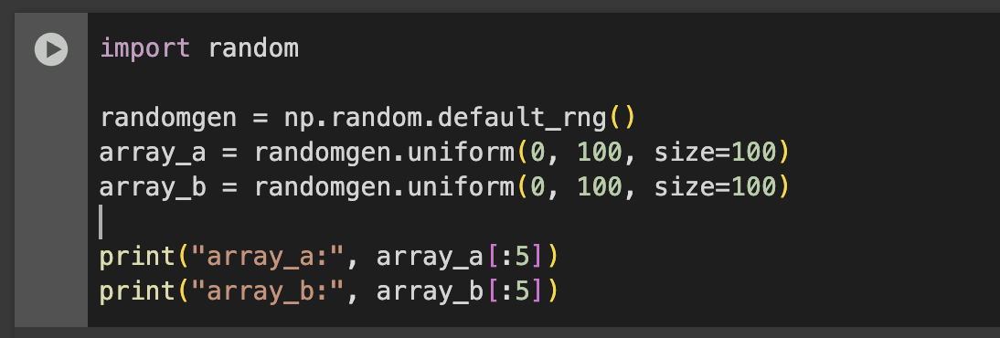 import random
randomgen = np.random.default_rng()
array_a = randomgen.uniform(0, 100, size=100)
array_b = randomgen.uniform(0, 100, size=100)
print("array_a:", array_a[:5])
print("array_b:", array_b[:5])